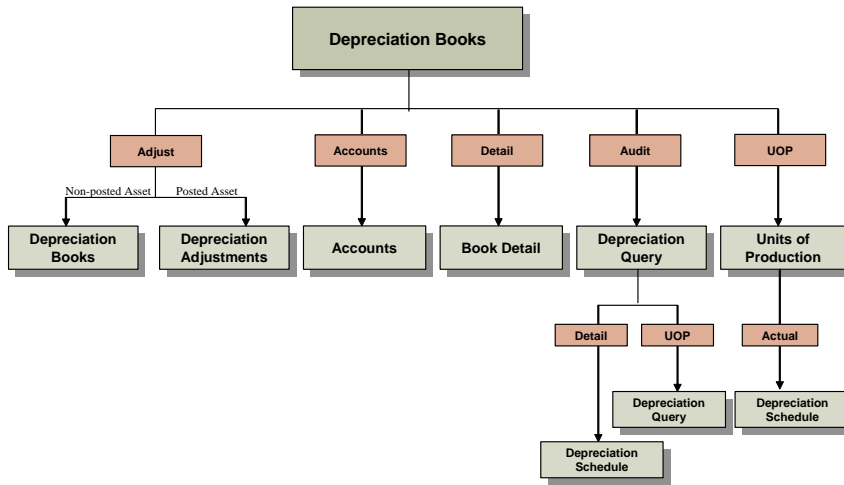 Depreciation Books
Adjust
Accounts
Detail
Audit
UOP
Non-posted Asset
Posted Asset
Depreciation
Books
Depreciation
Adjustments
Accounts
Book Detail
Depreciation
Query
Units of
Production
Detail
UOP
Actual
Depreciation
Query
Depreciation
Schedule
Depreciation
Schedule